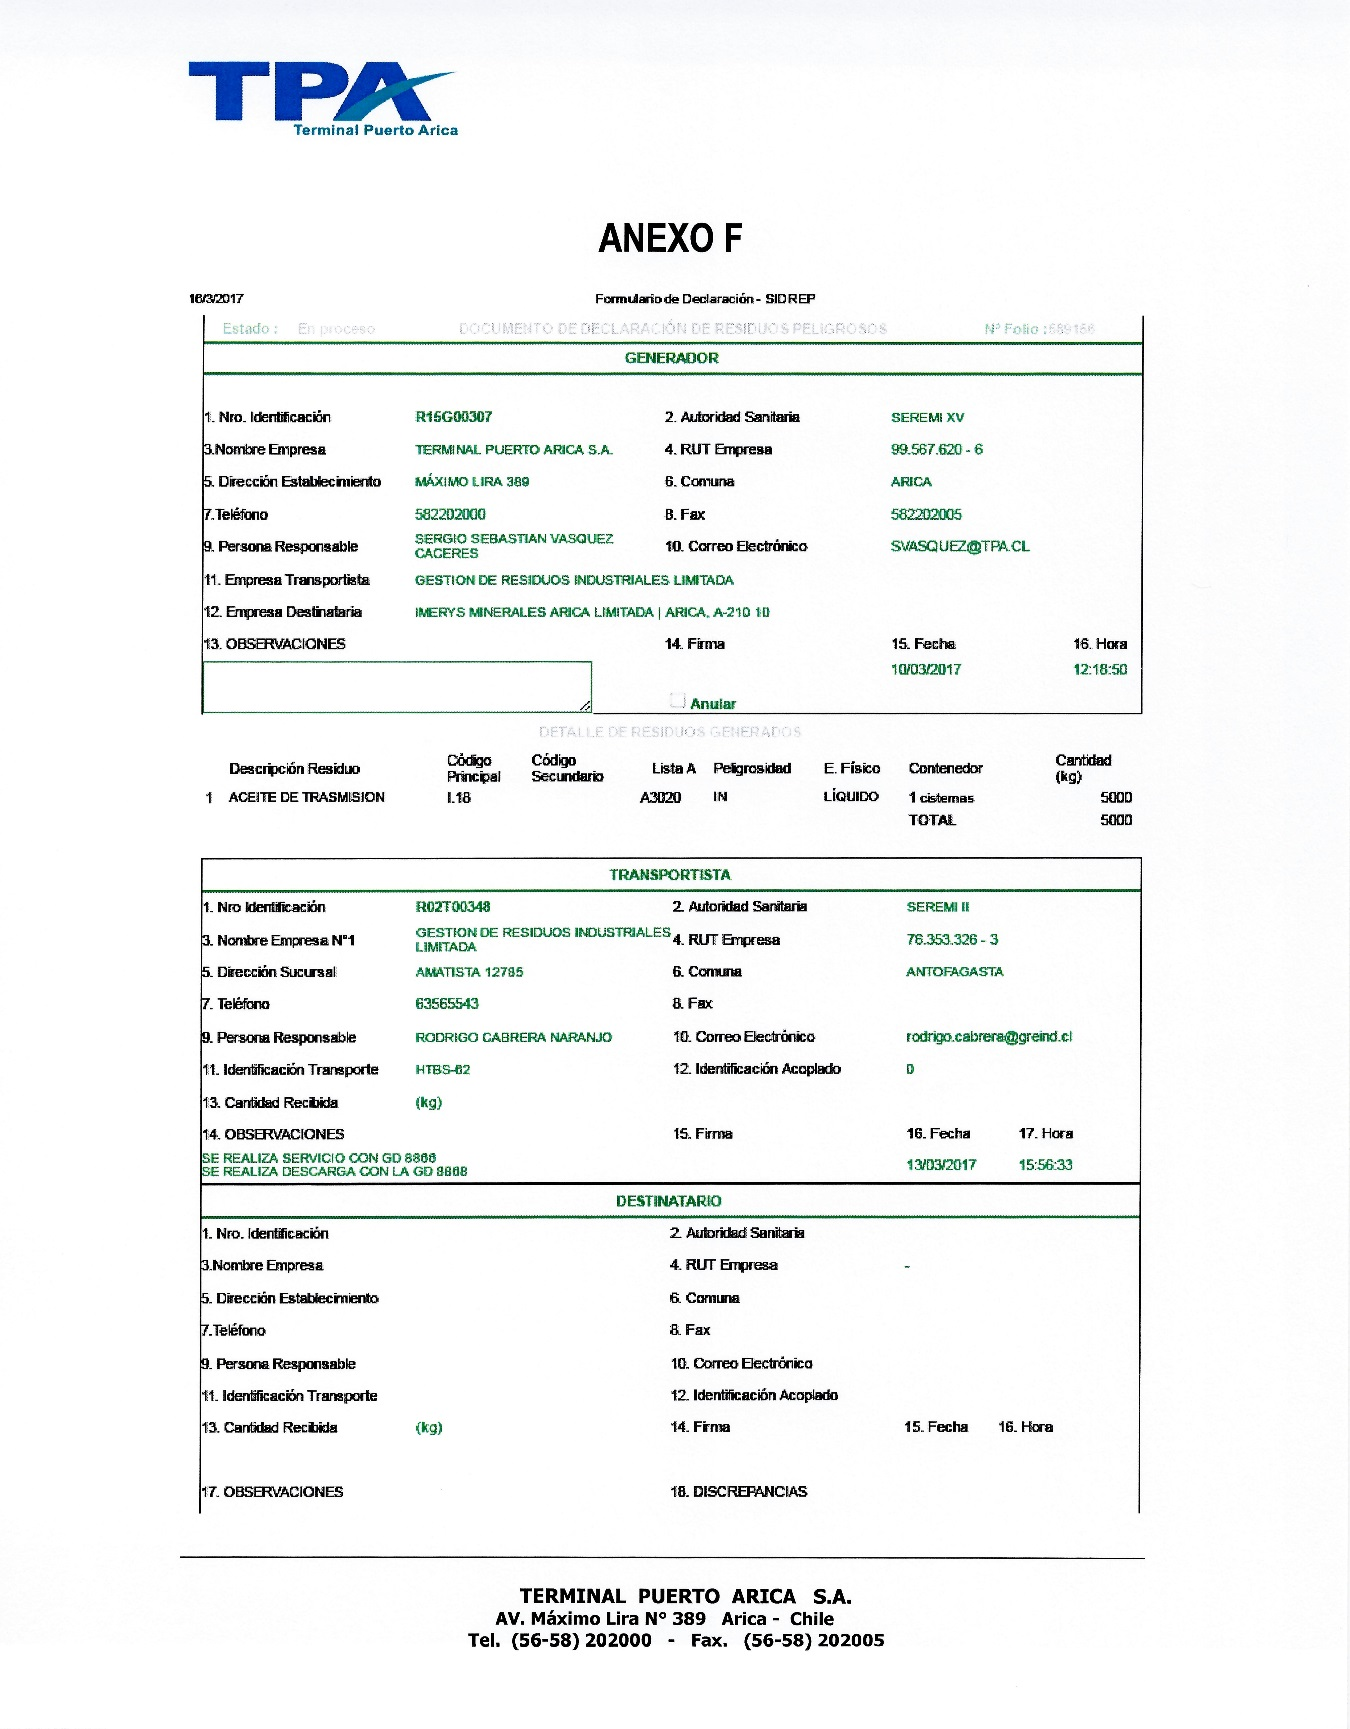 TPA
Terminal Puerto Arica
ANEXO F
16/3/2017 Formulario de Declaración - SIDREP
Estado : En proceso DOCUMENTO DE DECLARACIÓN DE RESIDUOS PELIGROSOS Nº Folio :589156
GENERADOR
1. Nro. Identificación R15G00307 2. Autoridad Sanitaria SEREMI XV
3.Nombre Empresa TERMINAL PUERTO ARICA S.A. 4. RUT Empresa 99.567.620 - 6
5. Dirección Establecimiento MÁXIMO LIRA 389 6. Comuna ARICA
7.Teléfono 582202000 8. Fax 582202005
9. Persona Responsable SERGIO SEBASTIAN VASQUEZ CACERES 10. Correo Electrónico SVASQUEZ@TPA.CL
11. Empresa Transportista GESTION DE RESIDUOS INDUSTRIALES LIMITADA
12. Empresa Destinataria IMERYS MINERALES ARICA LIMITADA | ARICA, A-210 10
13. OBSERVACIONES 14. Firma 15. Fecha 16. Hora
10/03/2017 12:18:50
Anular
DETALLE DE RESIDUOS GENERADOS
Descripción Residuo Código Principal Código Secundario Lista A Peligrosidad E. Físico Contenedor Cantidad (kg)
1 ACEITE DE TRASMISION I.18 A3020 IN LÍQUIDO 1 cisternas 5000
TOTAL 5000
TRANSPORTISTA
1. Nro Identificación R02T00348 2. Autoridad Sanitaria SEREMI II
3. Nombre Empresa N°1 GESTION DE RESIDUOS INDUSTRIALES LIMITADA 4. RUT Empresa 76.353.326 - 3
5. Dirección Sucursal AMATISTA 12785 6. Comuna ANTOFAGASTA
7. Teléfono 63565543 8. Fax
9. Persona Responsable RODRIGO CABRERA NARANJO 10. Correo Electrónico rodrigo.cabrera@greind.cl
11. Identificación Transporte HTBS-62 12. Identificación Acoplado 0
13. Cantidad Recibida (kg)
14. OBSERVACIONES 15. Firma 16. Fecha 17. Hora
SE REALIZA SERVICIO CON GD 8866
SE REALIZA DESCARGA CON LA GD 8868
13/03/2017 15:56:33
DESTINATARIO
1. Nro. Identificación 2. Autoridad Sanitaria
3.Nombre Empresa 4. RUT Empresa -
5. Dirección Establecimiento 6. Comuna
7.Teléfono 8. Fax
9. Persona Responsable 10. Correo Electrónico
11. Identificación Transporte 12. Identificación Acoplado
13. Cantidad Recibida (kg) 14. Firma 15. Fecha 16. Hora
17. OBSERVACIONES 18. DISCREPANCIAS
TERMINAL PUERTO ARICA S.A.
AV. Máximo Lira Nº 389 Arica - Chile
Tel. (56-58) 202000 - Fax. (56-58) 202005